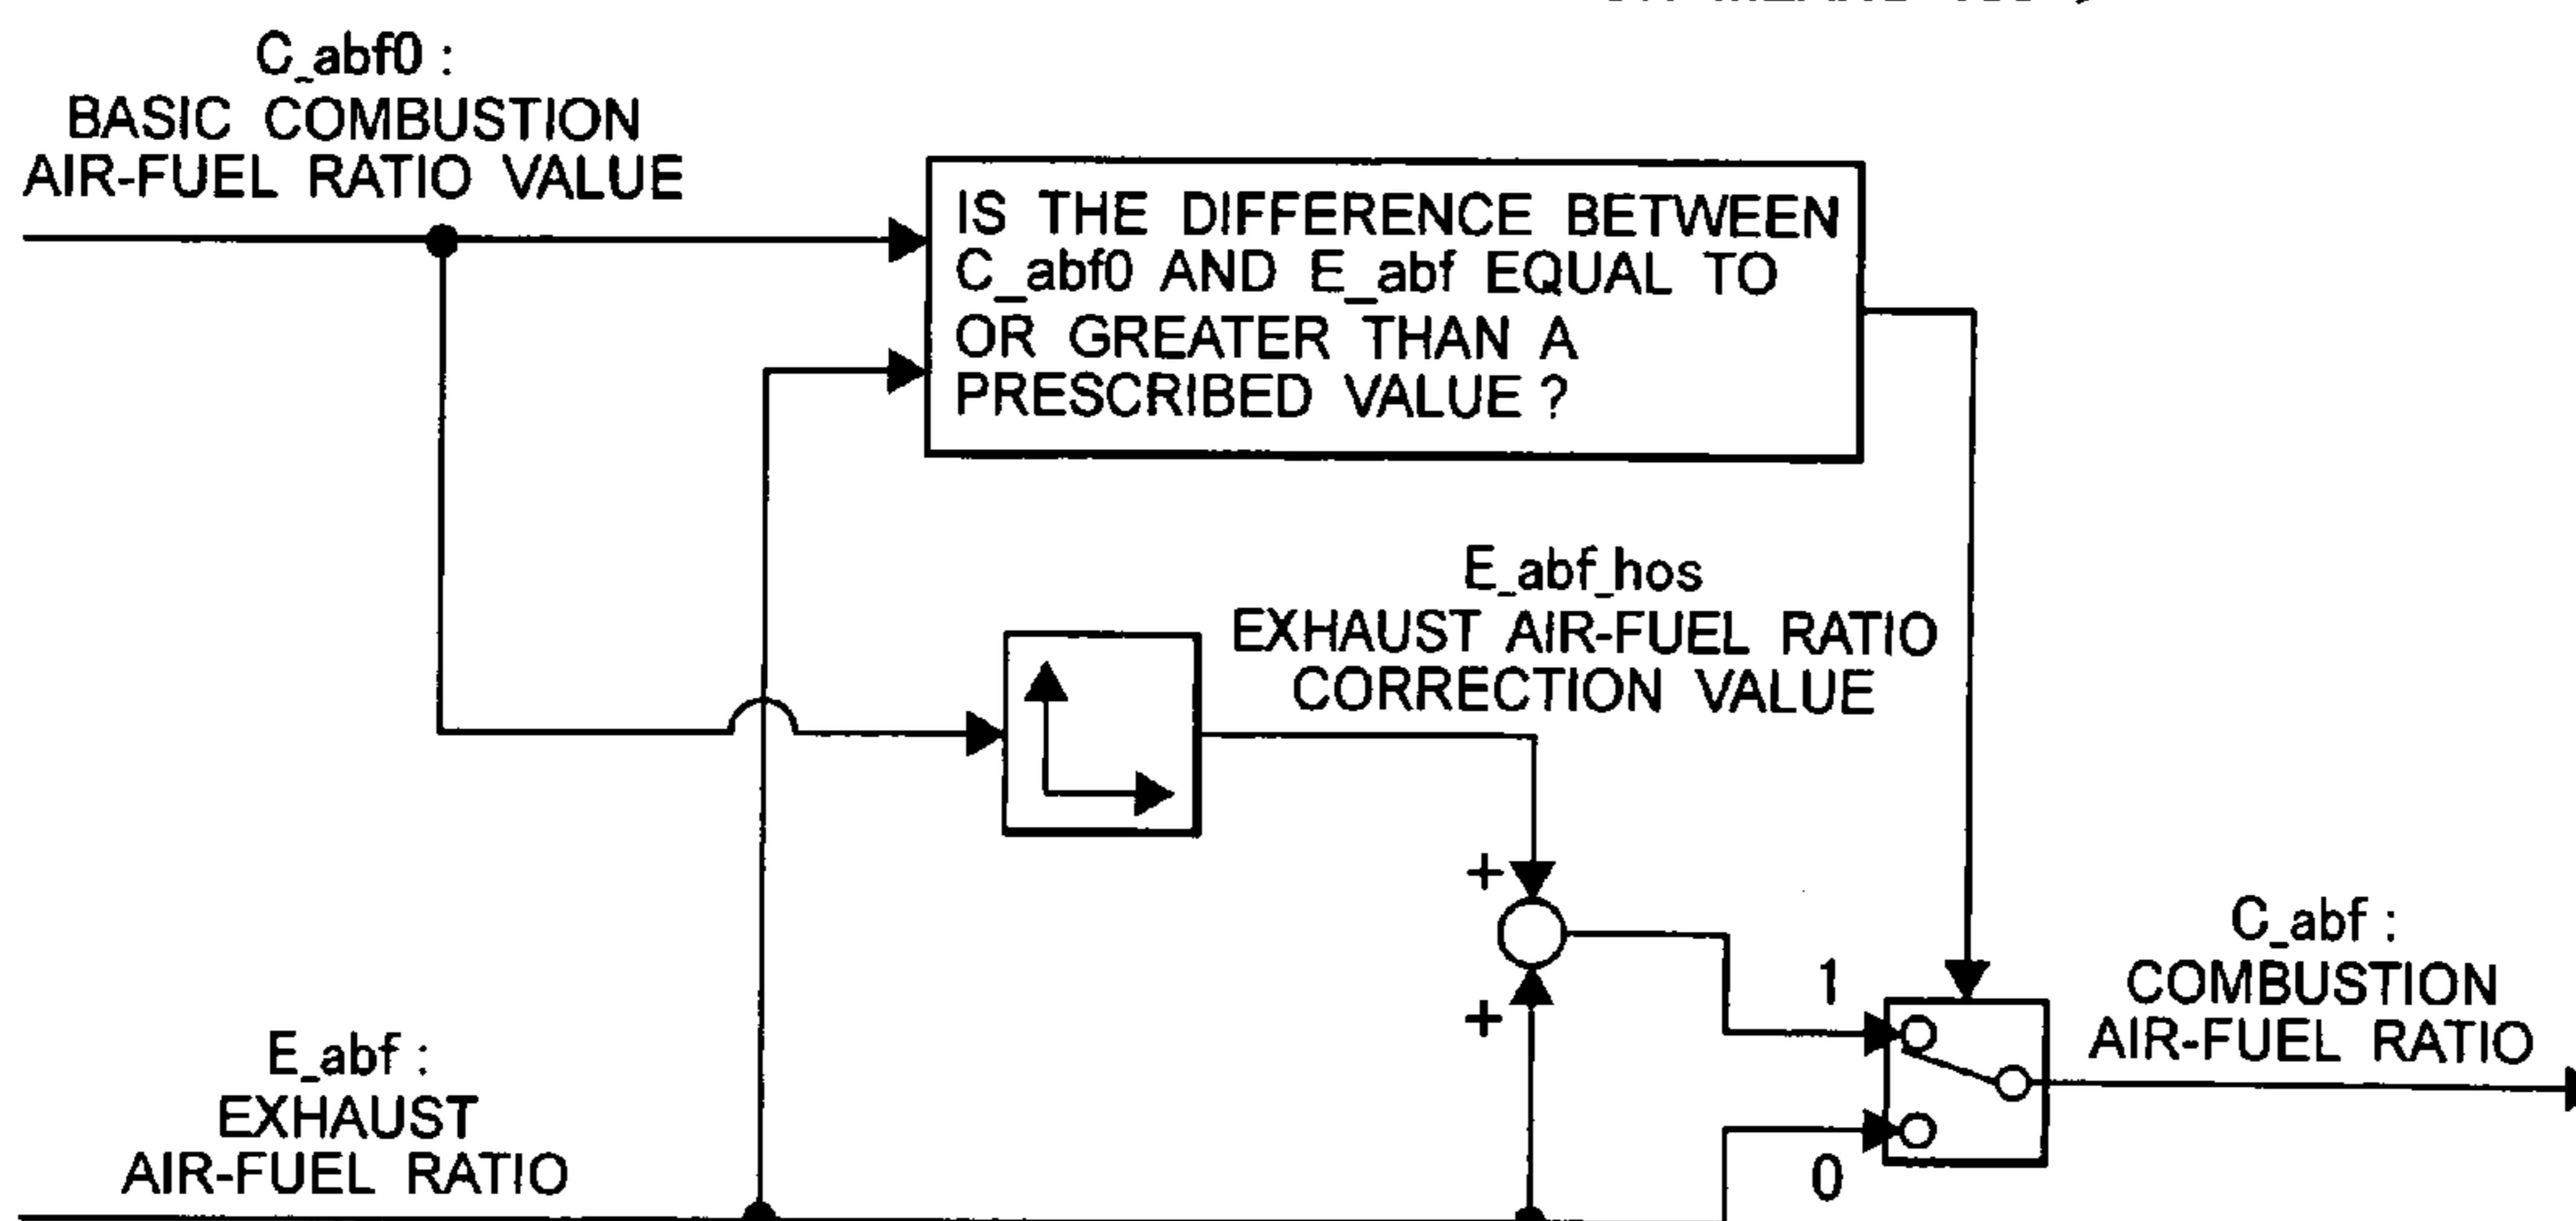 C_abf0 :
BASIC COMBUSTION
AIR-FUEL RATIO VALUE
IS THE DIFFERENCE BETWEEN
C_abf0 AND E_abf EQUAL TO
OR GREATER THAN A
PRESCRIBED VALUE ?
E_abf_hos
EXHAUST AIR-FUEL RATIO
CORRECTION VALUE
+
+
1
C_abf :
COMBUSTION
AIR-FUEL RATIO
E_abf :
EXHAUST
AIR-FUEL RATIO
0